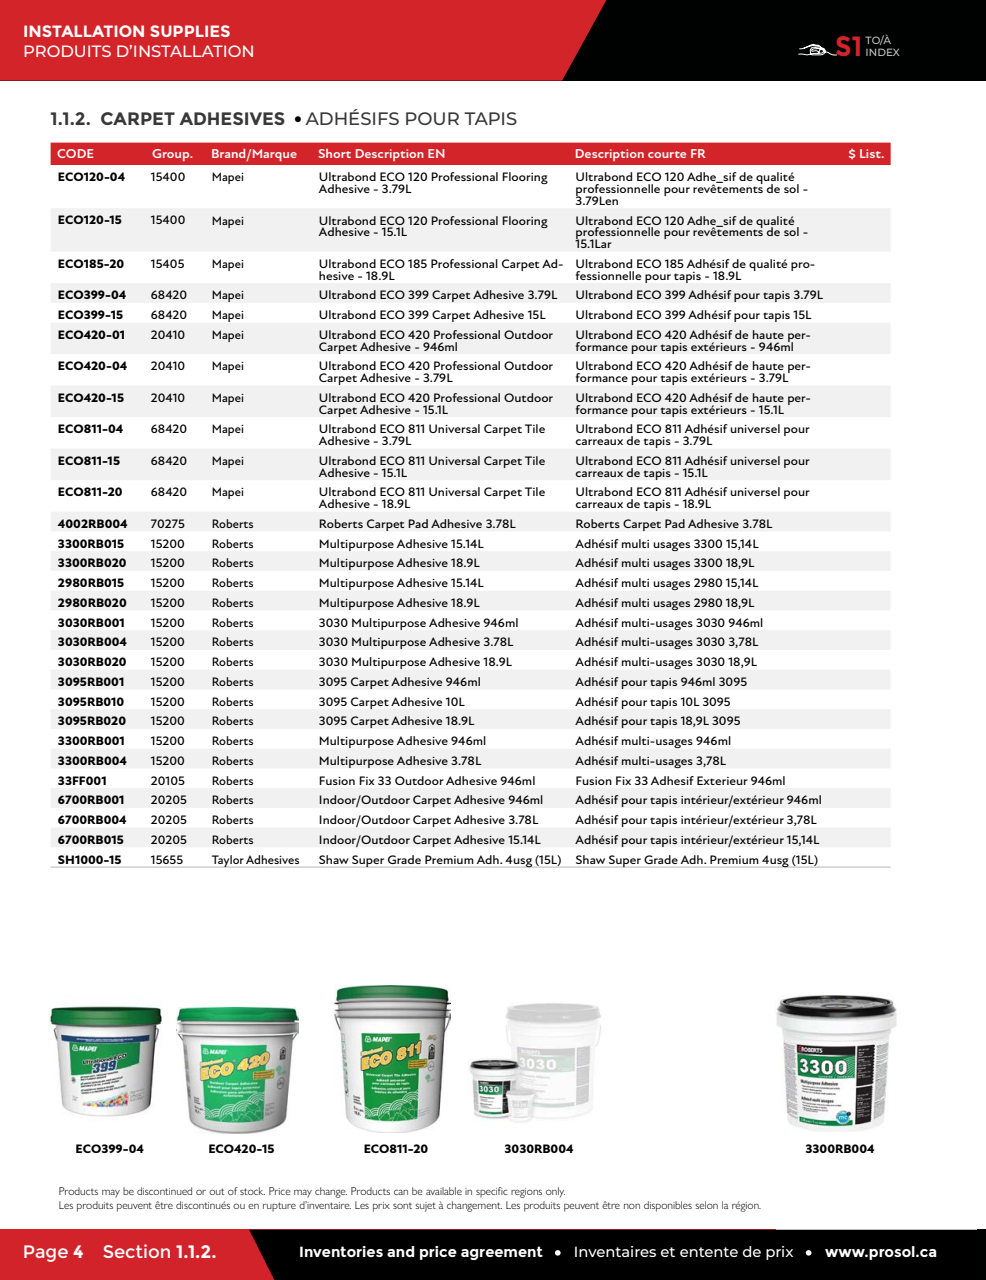 INSTALLATION SUPPLIES
PRODUITS D'INSTALLATION
S1 TO/À
INDEX
1.1.2. CARPET ADHESIVES • ADHÉSIFS POUR TAPIS
CODE Group. Brand/Marque Short Description EN Description courte FR $ List.
ECO120-04 15400 Mapei Ultrabond ECO 120 Professional Flooring Ultrabond ECO 120 Adhe_sif de qualité
Adhesive - 3.79L professionnelle pour revêtements de sol -
3.79Len
ECO120-15 15400 Mapei Ultrabond ECO 120 Professional Flooring Ultrabond ECO 120 Adhe_sif de qualité
Adhesive - 15.1L professionnelle pour revêtements de sol -
15.1Lar
ECO185-20 15405 Mapei Ultrabond ECO 185 Professional Carpet Ad- Ultrabond ECO 185 Adhésif de qualité pro-
hesive - 18.9L fessionnelle pour tapis - 18.9L
ECO399-04 68420 Mapei Ultrabond ECO 399 Carpet Adhesive 3.79L Ultrabond ECO 399 Adhésif pour tapis 3.79L
ECO399-15 68420 Mapei Ultrabond ECO 399 Carpet Adhesive 15L Ultrabond ECO 399 Adhésif pour tapis 15L
ECO420-01 20410 Mapei Ultrabond ECO 420 Professional Outdoor Ultrabond ECO 420 Adhésif de haute per-
Carpet Adhesive - 946ml formance pour tapis extérieurs - 946ml
ECO420-04 20410 Mapei Ultrabond ECO 420 Professional Outdoor Ultrabond ECO 420 Adhésif de haute per-
Carpet Adhesive - 3.79L formance pour tapis extérieurs - 3.79L
ECO420-15 20410 Mapei Ultrabond ECO 420 Professional Outdoor Ultrabond ECO 420 Adhésif de haute per-
Carpet Adhesive - 15.1L formance pour tapis extérieurs - 15.1L
ECO811-04 68420 Mapei Ultrabond ECO 811 Universal Carpet Tile Ultrabond ECO 811 Adhésif universel pour
Adhesive - 3.79L carreaux de tapis - 3.79L
ECO811-15 68420 Mapei Ultrabond ECO 811 Universal Carpet Tile Ultrabond ECO 811 Adhésif universel pour
Adhesive - 15.1L carreaux de tapis - 15.1L
ECO811-20 68420 Mapei Ultrabond ECO 811 Universal Carpet Tile Ultrabond ECO 811 Adhésif universel pour
Adhesive - 18.9L carreaux de tapis - 18.9L
4002RB004 70275 Roberts Roberts Carpet Pad Adhesive 3.78L Roberts Carpet Pad Adhesive 3.78L
3300RB015 15200 Roberts Multipurpose Adhesive 15.14L Adhésif multi usages 3300 15,14L
3300RB020 15200 Roberts Multipurpose Adhesive 18.9L Adhésif multi usages 3300 18,9L
2980RB015 15200 Roberts Multipurpose Adhesive 15.14L Adhésif multi usages 2980 15,14L
2980RB020 15200 Roberts Multipurpose Adhesive 18.9L Adhésif multi usages 2980 18,9L
3030RB001 15200 Roberts 3030 Multipurpose Adhesive 946ml Adhésif multi-usages 3030 946ml
3030RB004 15200 Roberts 3030 Multipurpose Adhesive 3.78L Adhésif multi-usages 3030 3,78L
3030RB020 15200 Roberts 3030 Multipurpose Adhesive 18.9L Adhésif multi-usages 3030 18,9L
3095RB001 15200 Roberts 3095 Carpet Adhesive 946ml Adhésif pour tapis 946ml 3095
3095RB010 15200 Roberts 3095 Carpet Adhesive 10L Adhésif pour tapis 10L 3095
3095RB020 15200 Roberts 3095 Carpet Adhesive 18.9L Adhésif pour tapis 18,9L 3095
3300RB001 15200 Roberts Multipurpose Adhesive 946ml Adhésif multi-usages 946ml
3300RB004 15200 Roberts Multipurpose Adhesive 3.78L Adhésif multi-usages 3,78L
33FF001 20105 Roberts Fusion Fix 33 Outdoor Adhesive 946ml Fusion Fix 33 Adhesif Exterieur 946ml
6700RB001 20205 Roberts Indoor/Outdoor Carpet Adhesive 946ml Adhésif pour tapis intérieur/extérieur 946ml
6700RB004 20205 Roberts Indoor/Outdoor Carpet Adhesive 3.78L Adhésif pour tapis intérieur/extérieur 3,78L
6700RB015 20205 Roberts Indoor/Outdoor Carpet Adhesive 15.14L Adhésif pour tapis intérieur/extérieur 15,14L
SH1000-15 15655 Taylor Adhesives Shaw Super Grade Premium Adh. 4usg (15L) Shaw Super Grade Adh. Premium 4usg (15L)
MAPEI
Ultrabond ECO
399
MAPEI
ECO 420
MAPEI
ECO 811
3030
3030
ROBERTS
3300
Multipurpose Adhesive
ECO399-04 ECO420-15 ECO811-20 3030RB004 3300RB004
Products may be discontinued or out of stock. Price may change. Products can be available in specific regions only.
Les produits peuvent être discontinués ou en rupture d'inventaire. Les prix sont sujet à changement. Les produits peuvent être non disponibles selon la région.
Page 4 Section 1.1.2. Inventories and price agreement • Inventaires et entente de prix • www.prosol.ca